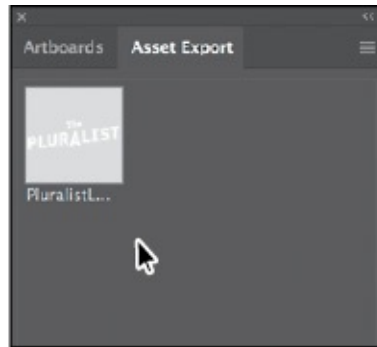 Artboards Asset Export
The
PLURALIST
PluralistL...